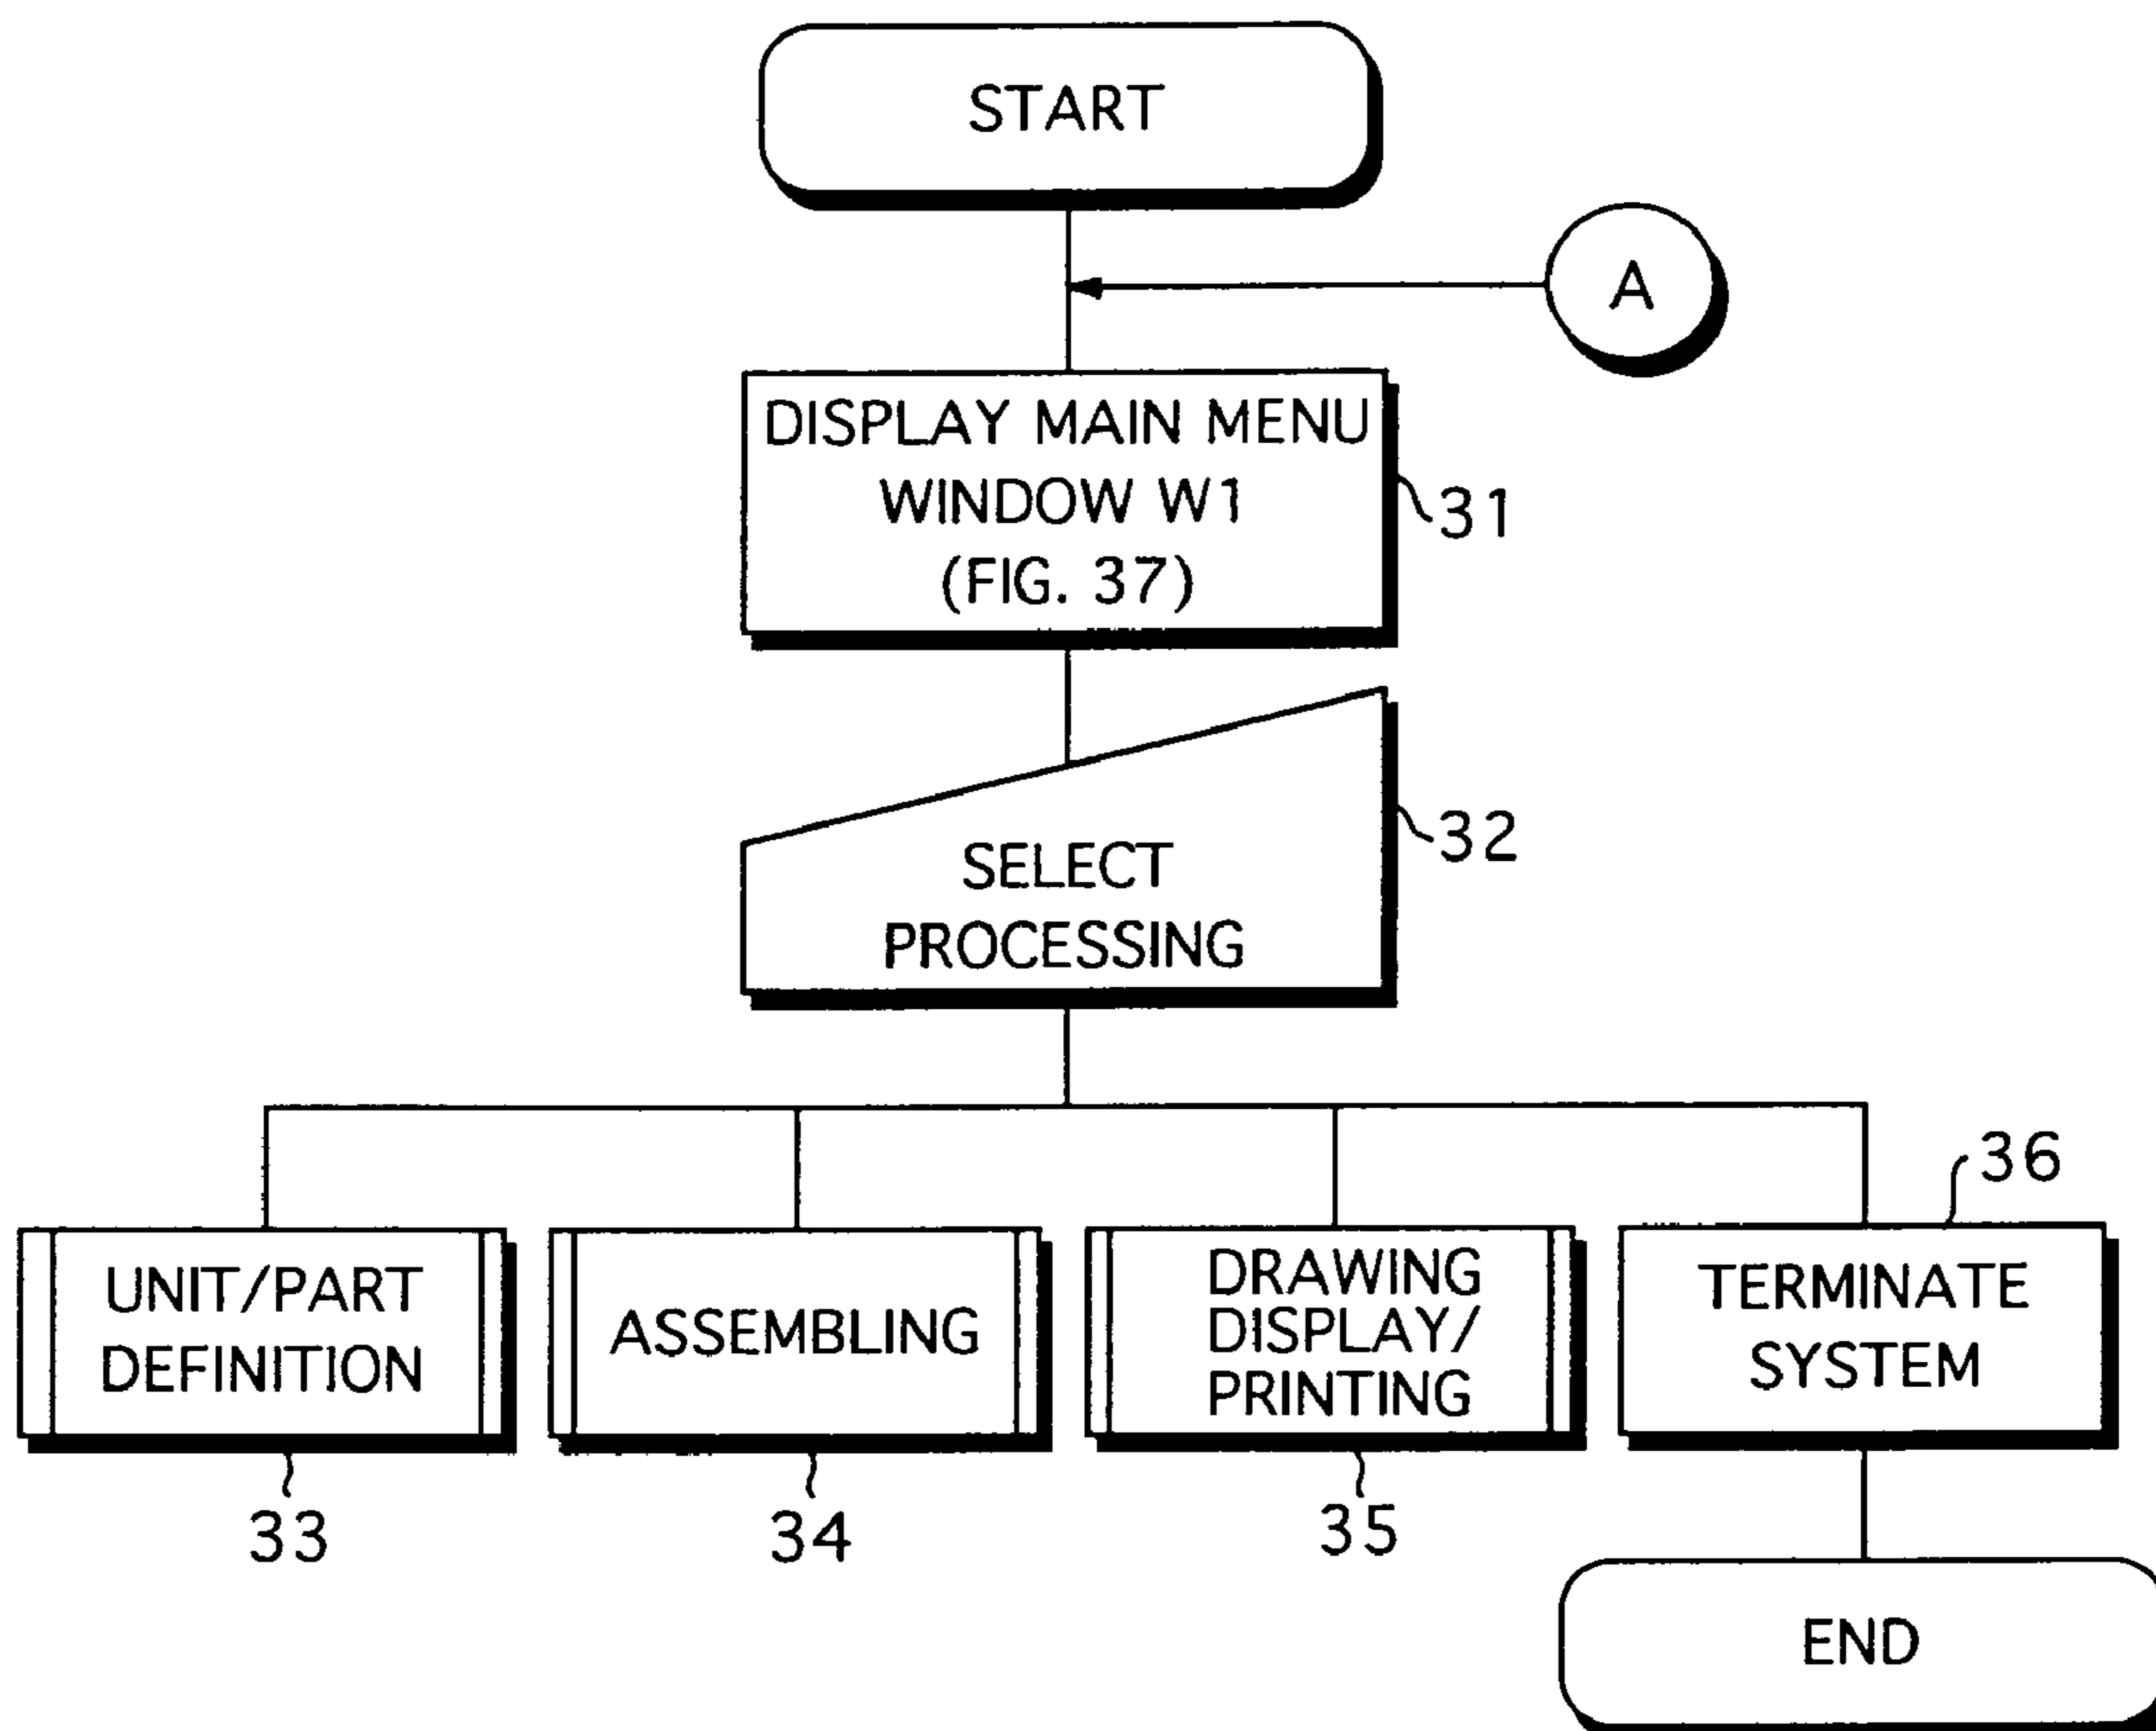 START
A
DISPLAY MAIN MENU
WINDOW W1
(FIG. 37)
31
SELECT
PROCESSING
32
36
UNIT/PART
DEFINITION
ASSEMBLING
DRAWING
DISPLAY/
PRINTING
TERMINATE
SYSTEM
33
34
35
END